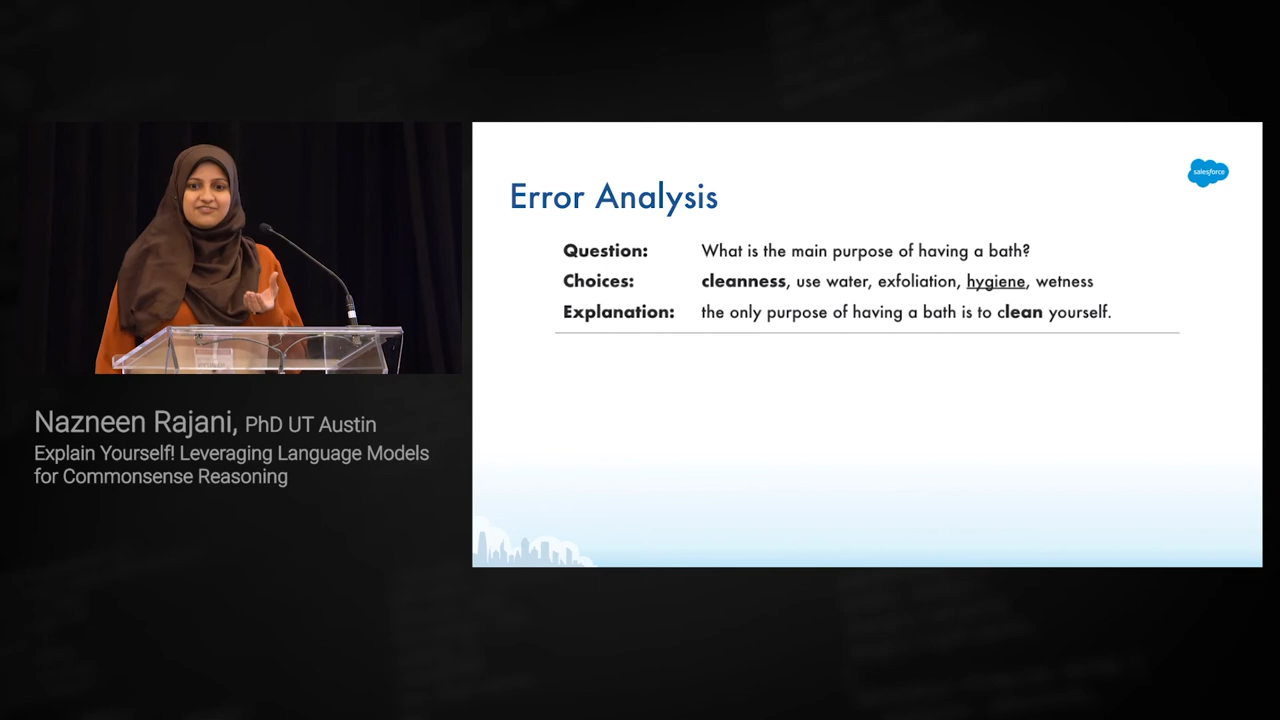 Nazneen Rajani, PhD UT Austin
Explain Yourself! Leveraging Language Models
for Commonsense Reasoning
salesforce
Error Analysis
Question: What is the main purpose of having a bath?
Choices: cleanness, use water, exfoliation, hygiene, wetness
Explanation: the only purpose of having a bath is to clean yourself.